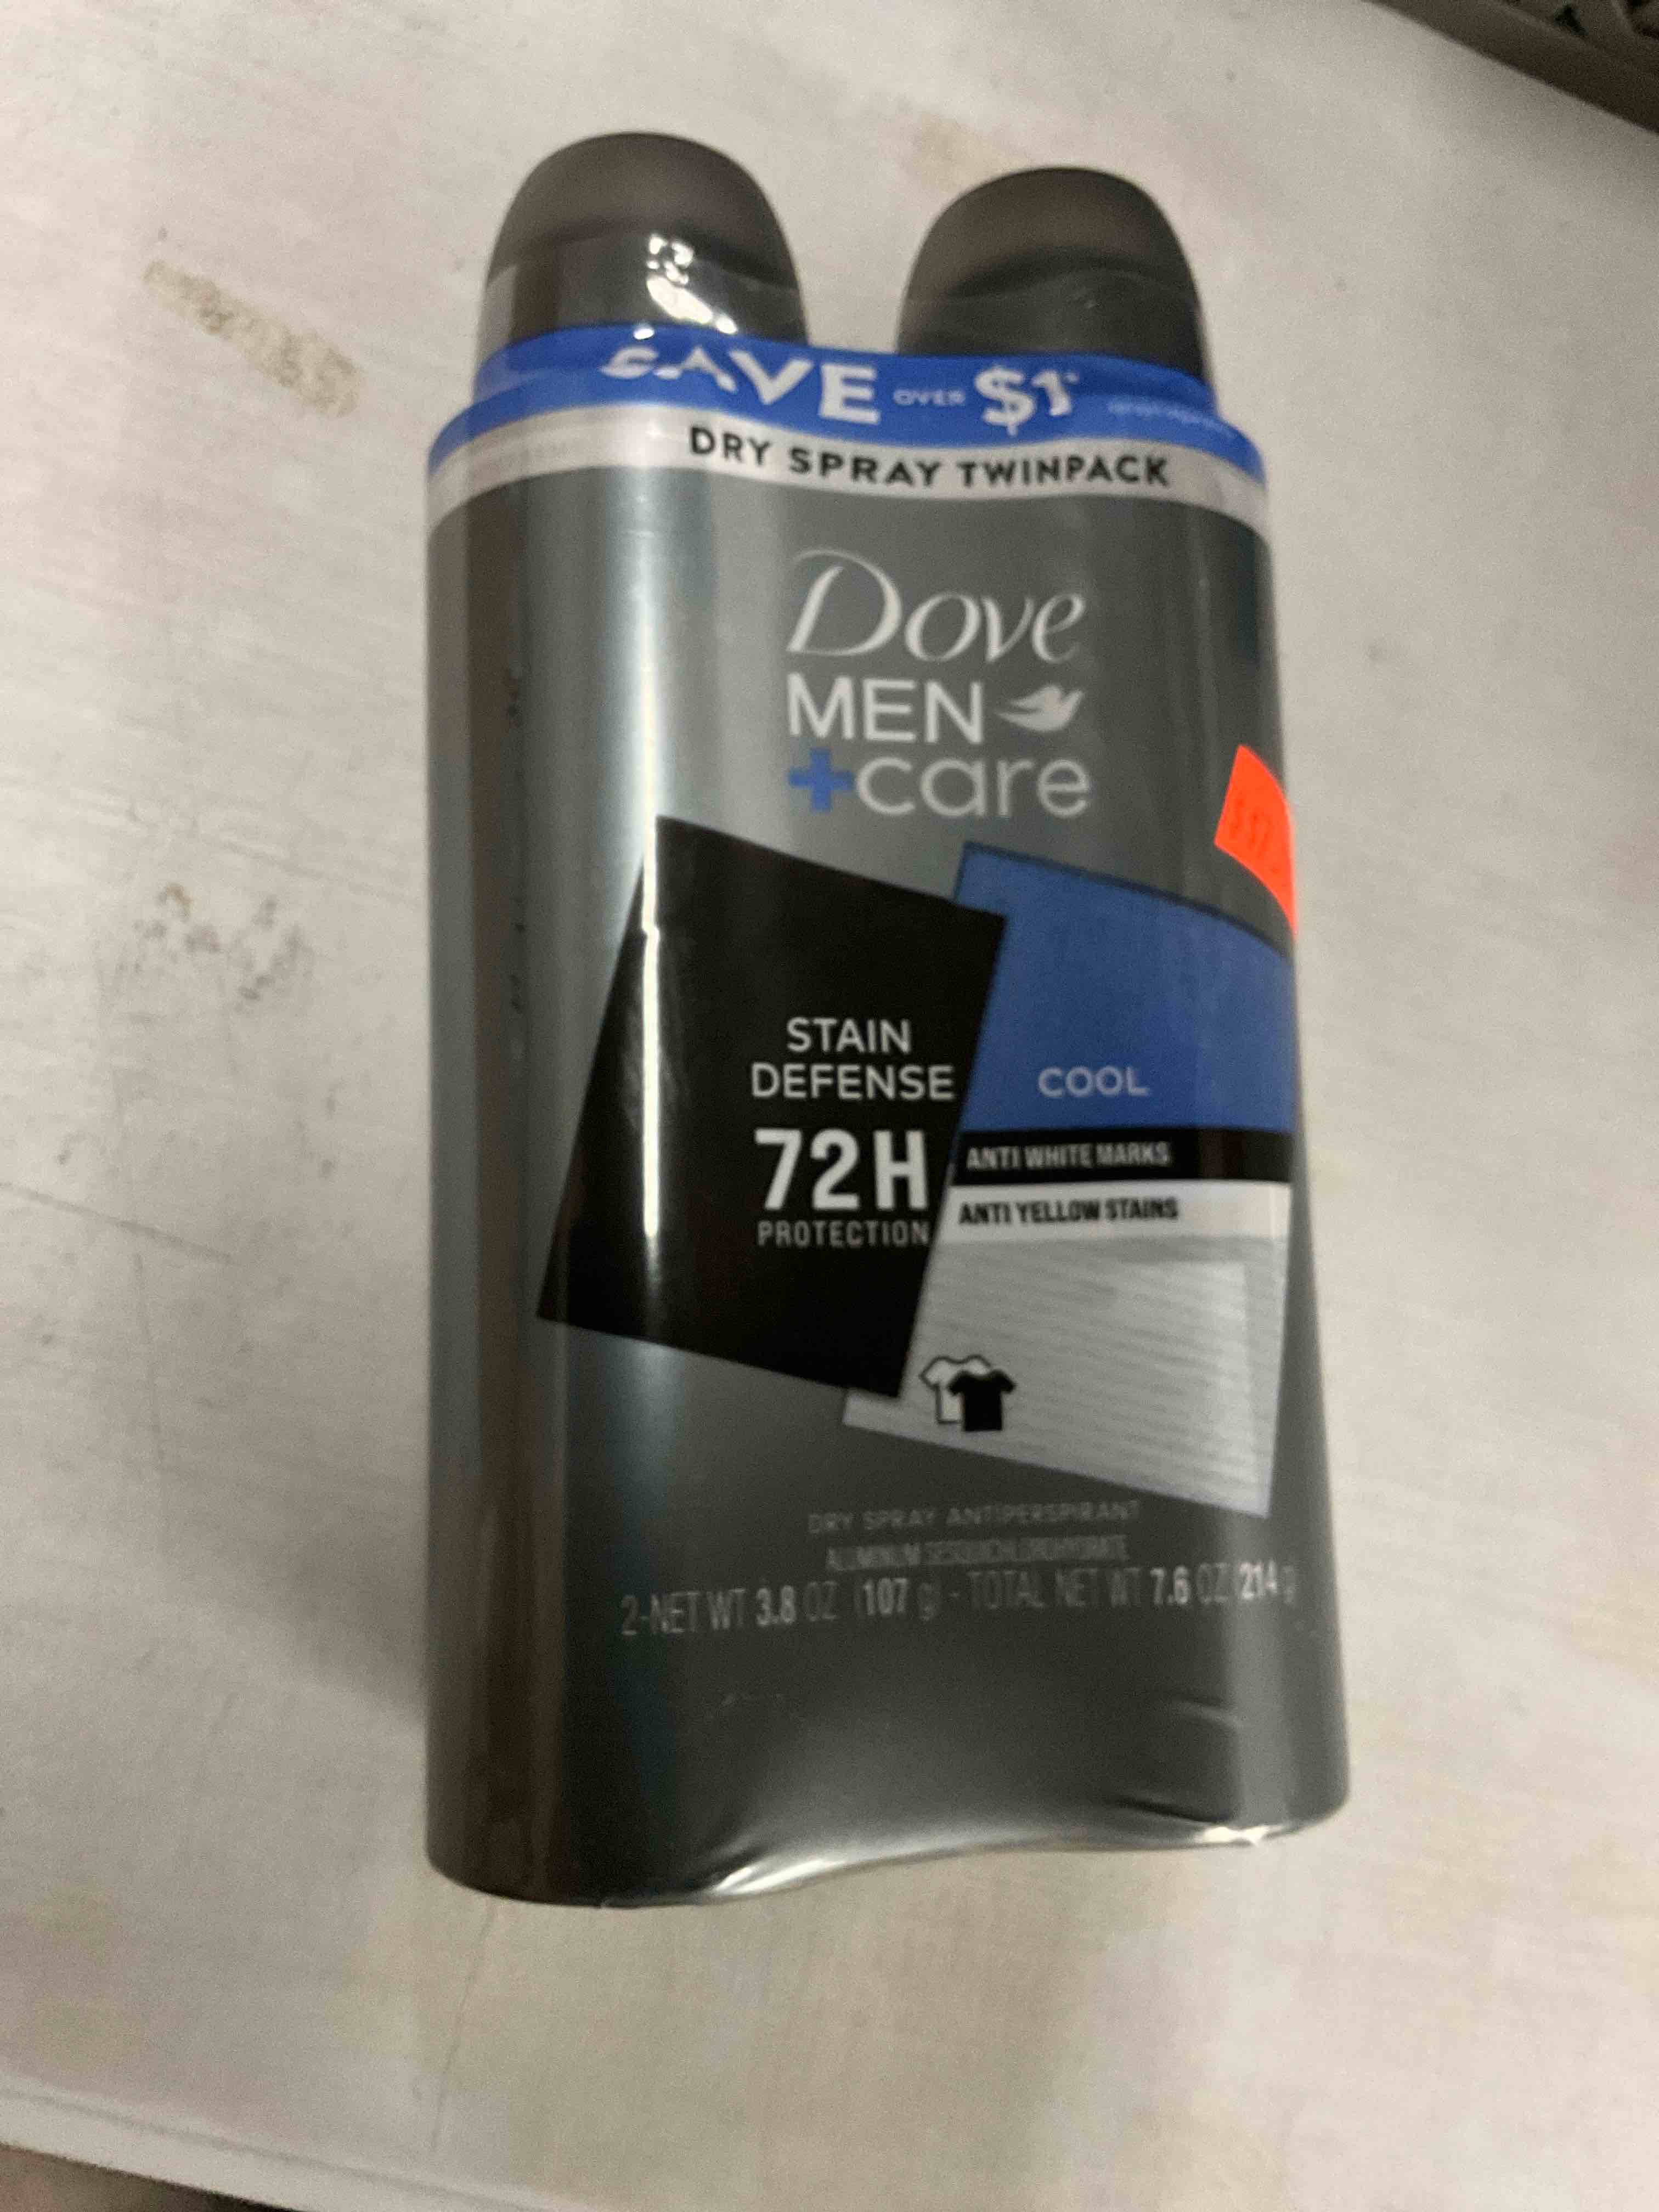 SAVE OVER $1*
DRY SPRAY TWINPACK
Dove
MEN
+care
STAIN
DEFENSE
72H
PROTECTION
COOL
ANTI WHITE MARKS
ANTI YELLOW STAINS
DRY SPRAY ANTIPERSPIRANT
ALUMINUM SESQUICHLOROHYDRATE
2-NET WT 3.8 OZ (107 g) - TOTAL NET WT 7.6 OZ (214 g